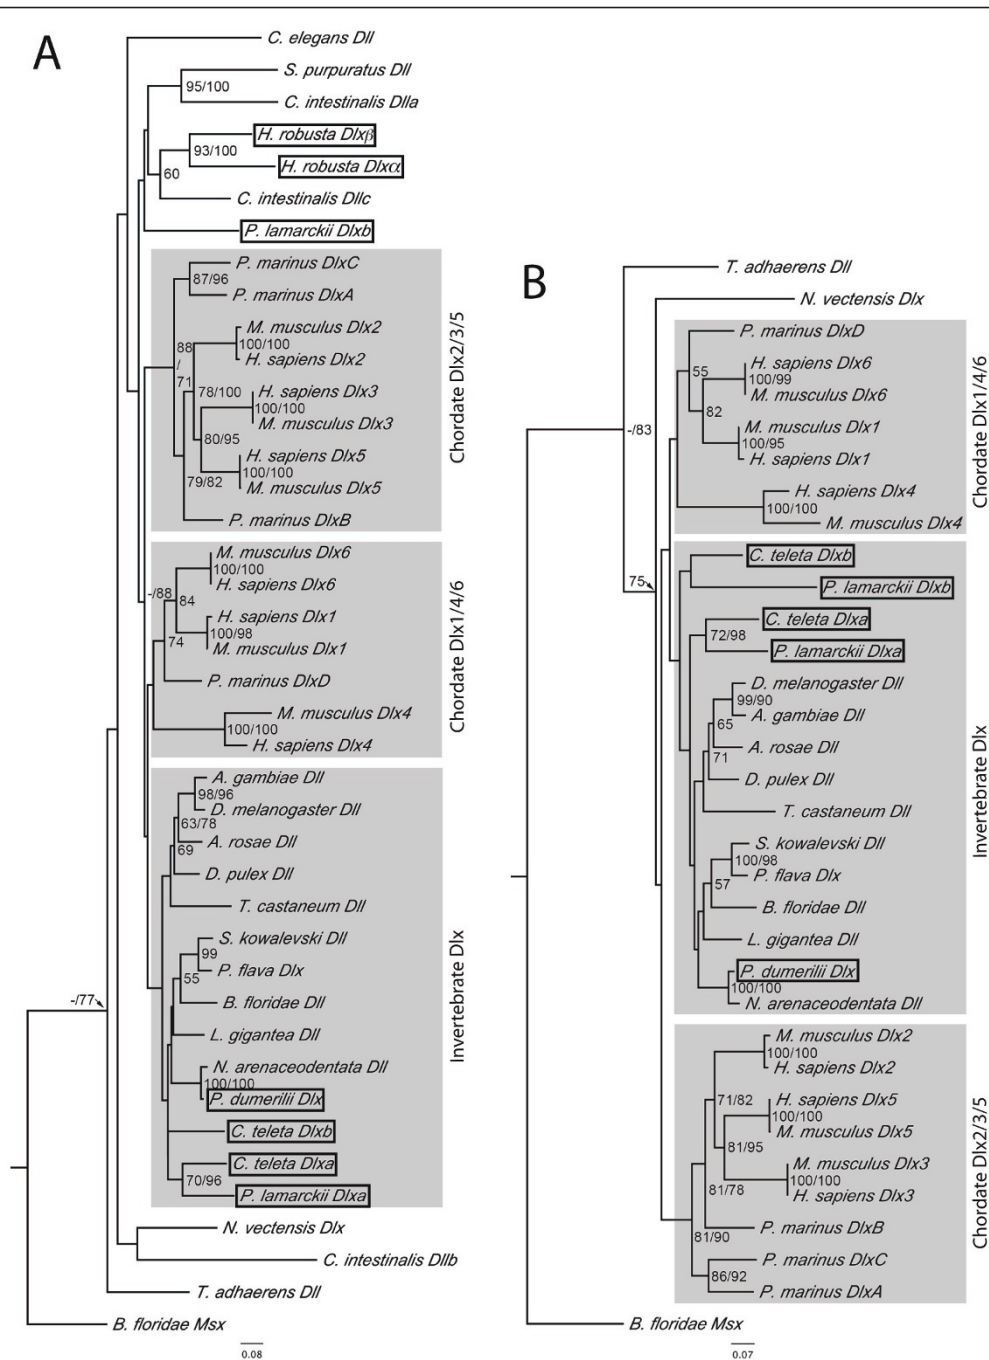 A
C. elegans Dll
S. purpuratus Dll
95/100
C. intestinalis Dlla
H. robusta Dlxβ
93/100
H. robusta Dlxα
60
C. intestinalis Dllc
P. lamarckii Dlxb
P. marinus DlxC
87/96
P. marinus DlxA
M. musculus Dlx2
88
/
71
100/100
H. sapiens Dlx2
78/100
H. sapiens Dlx3
100/100
M. musculus Dlx3
80/95
H. sapiens Dlx5
100/100
79/82
M. musculus Dlx5
P. marinus DlxB
Chordate Dlx2/3/5
M. musculus Dlx6
100/100
-/88
84
H. sapiens Dlx6
H. sapiens Dlx1
100/98
74
M. musculus Dlx1
P. marinus DlxD
M. musculus Dlx4
100/100
H. sapiens Dlx4
Chordate Dlx1/4/6
A. gambiae Dll
98/96
D. melanogaster Dll
63/78
A. rosae Dll
69
D. pulex Dll
T. castaneum Dll
S. kowalevski Dll
99
P. flava Dlx
55
B. floridae Dll
L. gigantea Dll
N. arenaceodentata Dll
100/100
P. dumerilii Dlx
C. teleta Dlxb
C. teleta Dlxa
70/96
P. lamarckii Dlxa
Invertebrate Dlx
-/77
N. vectensis Dlx
C. intestinalis Dllb
T. adhaerens Dll
B. floridae Msx
0.08
B
T. adhaerens Dll
N. vectensis Dlx
P. marinus DlxD
55
H. sapiens Dlx6
100/99
M. musculus Dlx6
82
M. musculus Dlx1
100/95
H. sapiens Dlx1
H. sapiens Dlx4
100/100
M. musculus Dlx4
Chordate Dlx1/4/6
-/83
75
C. teleta Dlxb
P. lamarckii Dlxb
C. teleta Dlxa
72/98
P. lamarckii Dlxa
D. melanogaster Dll
99/90
A. gambiae Dll
65
A. rosae Dll
71
D. pulex Dll
T. castaneum Dll
S. kowalevski Dll
100/98
P. flava Dlx
57
B. floridae Dll
L. gigantea Dll
P. dumerilii Dlx
100/100
N. arenaceodentata Dll
Invertebrate Dlx
M. musculus Dlx2
100/100
H. sapiens Dlx2
71/82
H. sapiens Dlx5
100/100
M. musculus Dlx5
81/95
M. musculus Dlx3
100/100
81/78
H. sapiens Dlx3
P. marinus DlxB
81/90
P. marinus DlxC
86/92
P. marinus DlxA
Chordate Dlx2/3/5
B. floridae Msx
0.07